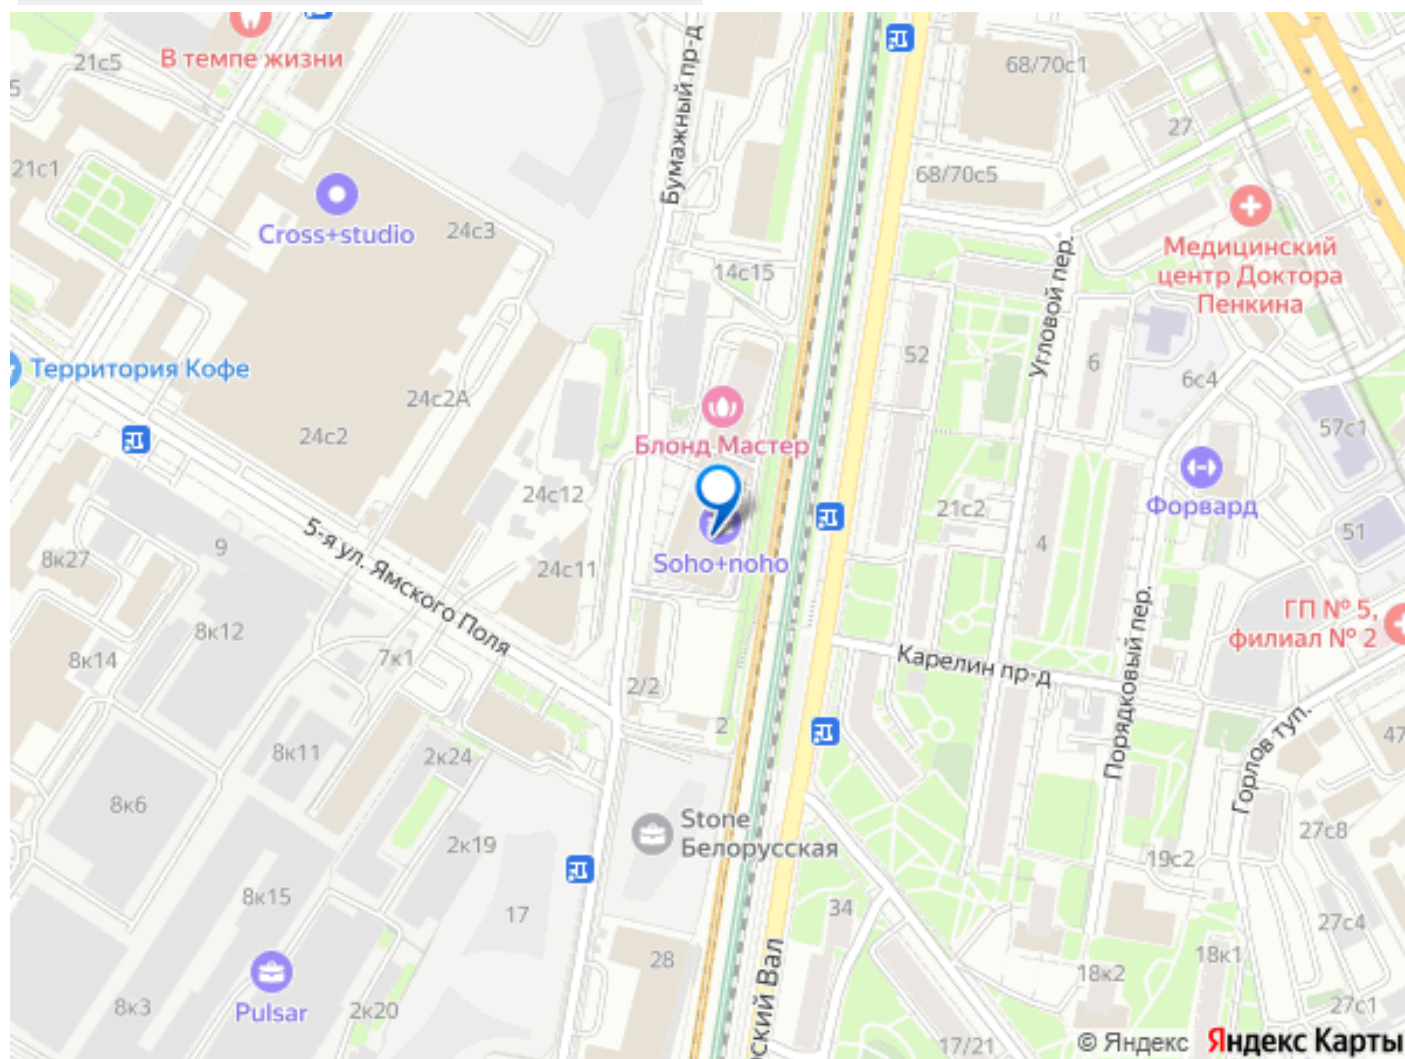 В темпе жизни
21с5
5
21с1
Бумажный пр-д
68/70с1
27
68/70с5
Cross+studio
24с3
14с15
Медицинский
центр Доктора
Пенкина
Угловой пер.
52
6
6с4
Территория Кофе
24с2А
24с2
Блонд Мастер
57с1
24с12
21с2
Форвард
51
5-я ул. Ямского Поля
9
8к27
Soho+noho
24с11
4
8к12
8к14
7к1
ГП № 5,
филиал № 2
Карелин пр-д
Порядковый пер.
2/2
2
Горлов туп.
47
8к11
2к24
8к6
Stone
Белорусская
2к19
27с8
19с2
8к15
17
34
27с4
28
18к1
18к2
Pulsar
8к3
2к20
ский Вал
27с1
17/21
© Яндекс Яндекс Карты